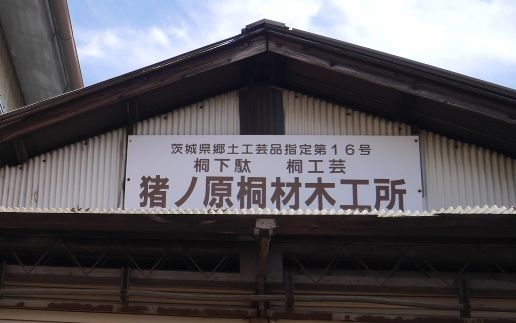 茨城県郷土工芸品指定第16号
桐下駄　桐工芸
猪ノ原桐材木工所